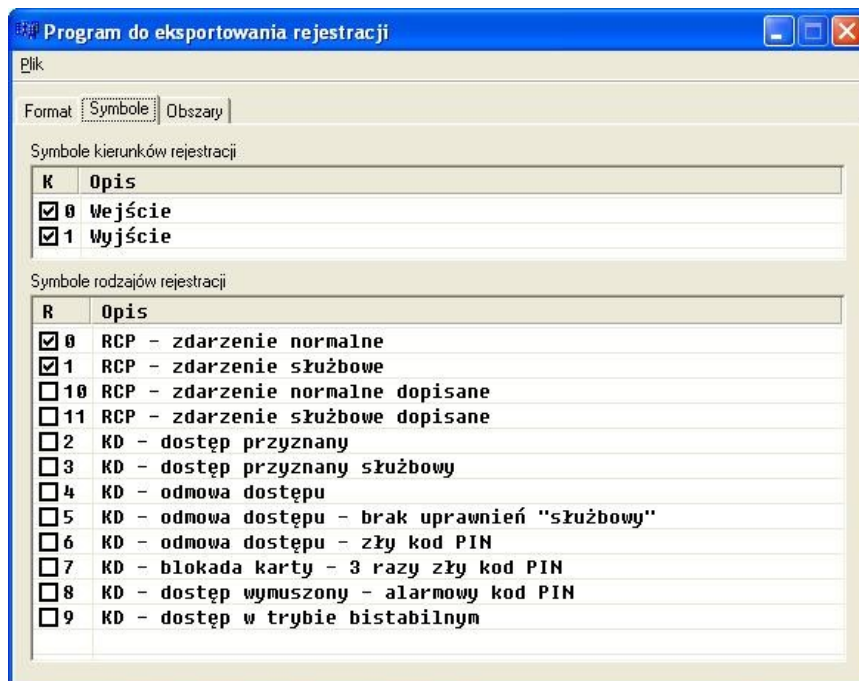 Program do eksportowania rejestracji
Plik
Format Symbole Obszary
Symbole kierunków rejestracji
K Opis
0 Wejście
1 Wyjście
Symbole rodzajów rejestracji
R Opis
0 RCP - zdarzenie normalne
1 RCP - zdarzenie służbowe
10 RCP - zdarzenie normalne dopisane
11 RCP - zdarzenie służbowe dopisane
2 KD - dostęp przyznany
3 KD - dostęp przyznany służbowy
4 KD - odmowa dostępu
5 KD - odmowa dostępu - brak uprawnień "służbowy"
6 KD - odmowa dostępu - zły kod PIN
7 KD - blokada karty - 3 razy zły kod PIN
8 KD - dostęp wymuszony - alarmowy kod PIN
9 KD - dostęp w trybie bistabilnym